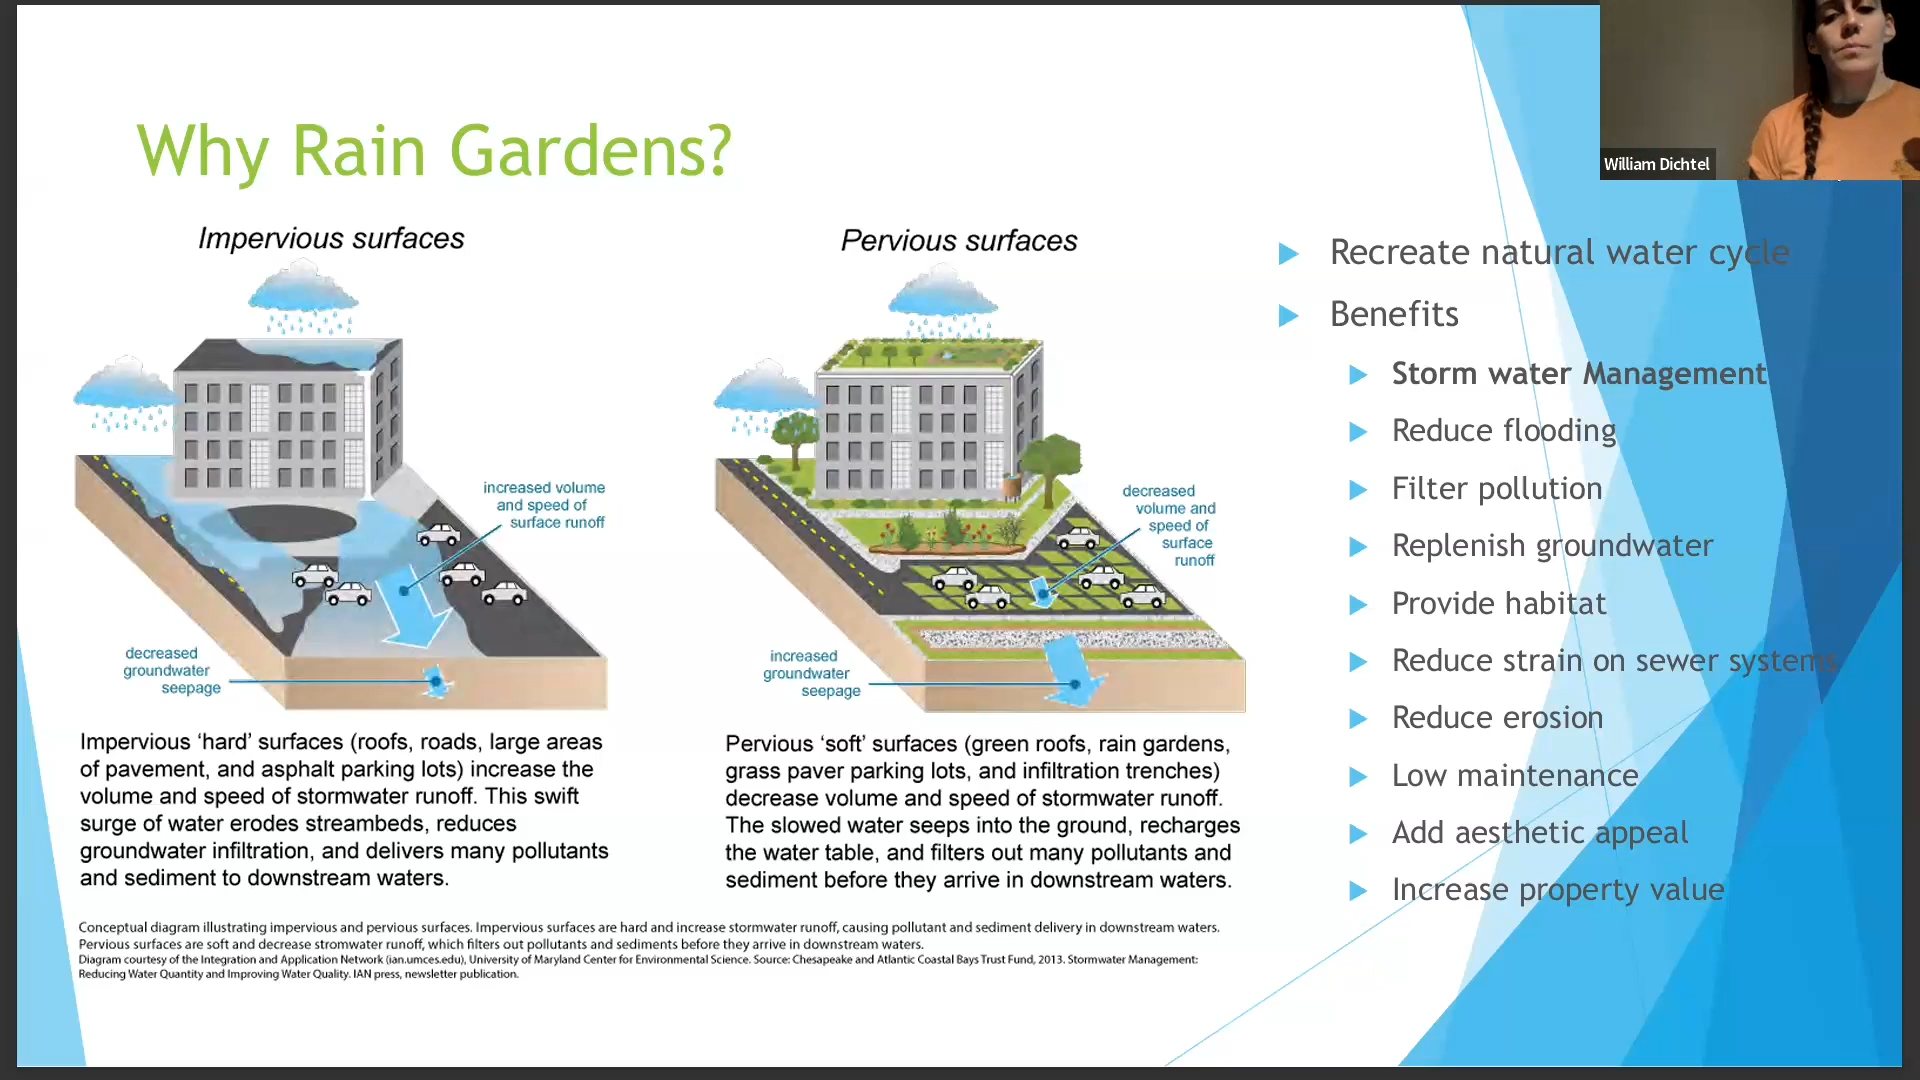 William Dichtel
Why Rain Gardens?
Impervious surfaces
increased volume
and speed of
surface runoff
decreased
groundwater
seepage
Impervious ‘hard’ surfaces (roofs, roads, large areas
of pavement, and asphalt parking lots) increase the
volume and speed of stormwater runoff. This swift
surge of water erodes streambeds, reduces
groundwater infiltration, and delivers many pollutants
and sediment to downstream waters.
Pervious surfaces
decreased
volume and
speed of
surface
runoff
increased
groundwater
seepage
Pervious ‘soft’ surfaces (green roofs, rain gardens,
grass paver parking lots, and infiltration trenches)
decrease volume and speed of stormwater runoff.
The slowed water seeps into the ground, recharges
the water table, and filters out many pollutants and
sediment before they arrive in downstream waters.
Conceptual diagram illustrating impervious and pervious surfaces. Impervious surfaces are hard and increase stormwater runoff, causing pollutant and sediment delivery in downstream waters.
Pervious surfaces are soft and decrease stromwater runoff, which filters out pollutants and sediments before they arrive in downstream waters.
Diagram courtesy of the Integration and Application Network (ian.umces.edu), University of Maryland Center for Environmental Science. Source: Chesapeake and Atlantic Coastal Bays Trust Fund, 2013. Stormwater Management:
Reducing Water Quantity and Improving Water Quality. IAN press, newsletter publication.
Recreate natural water cycle
Benefits
Storm water Management
Reduce flooding
Filter pollution
Replenish groundwater
Provide habitat
Reduce strain on sewer systems
Reduce erosion
Low maintenance
Add aesthetic appeal
Increase property value